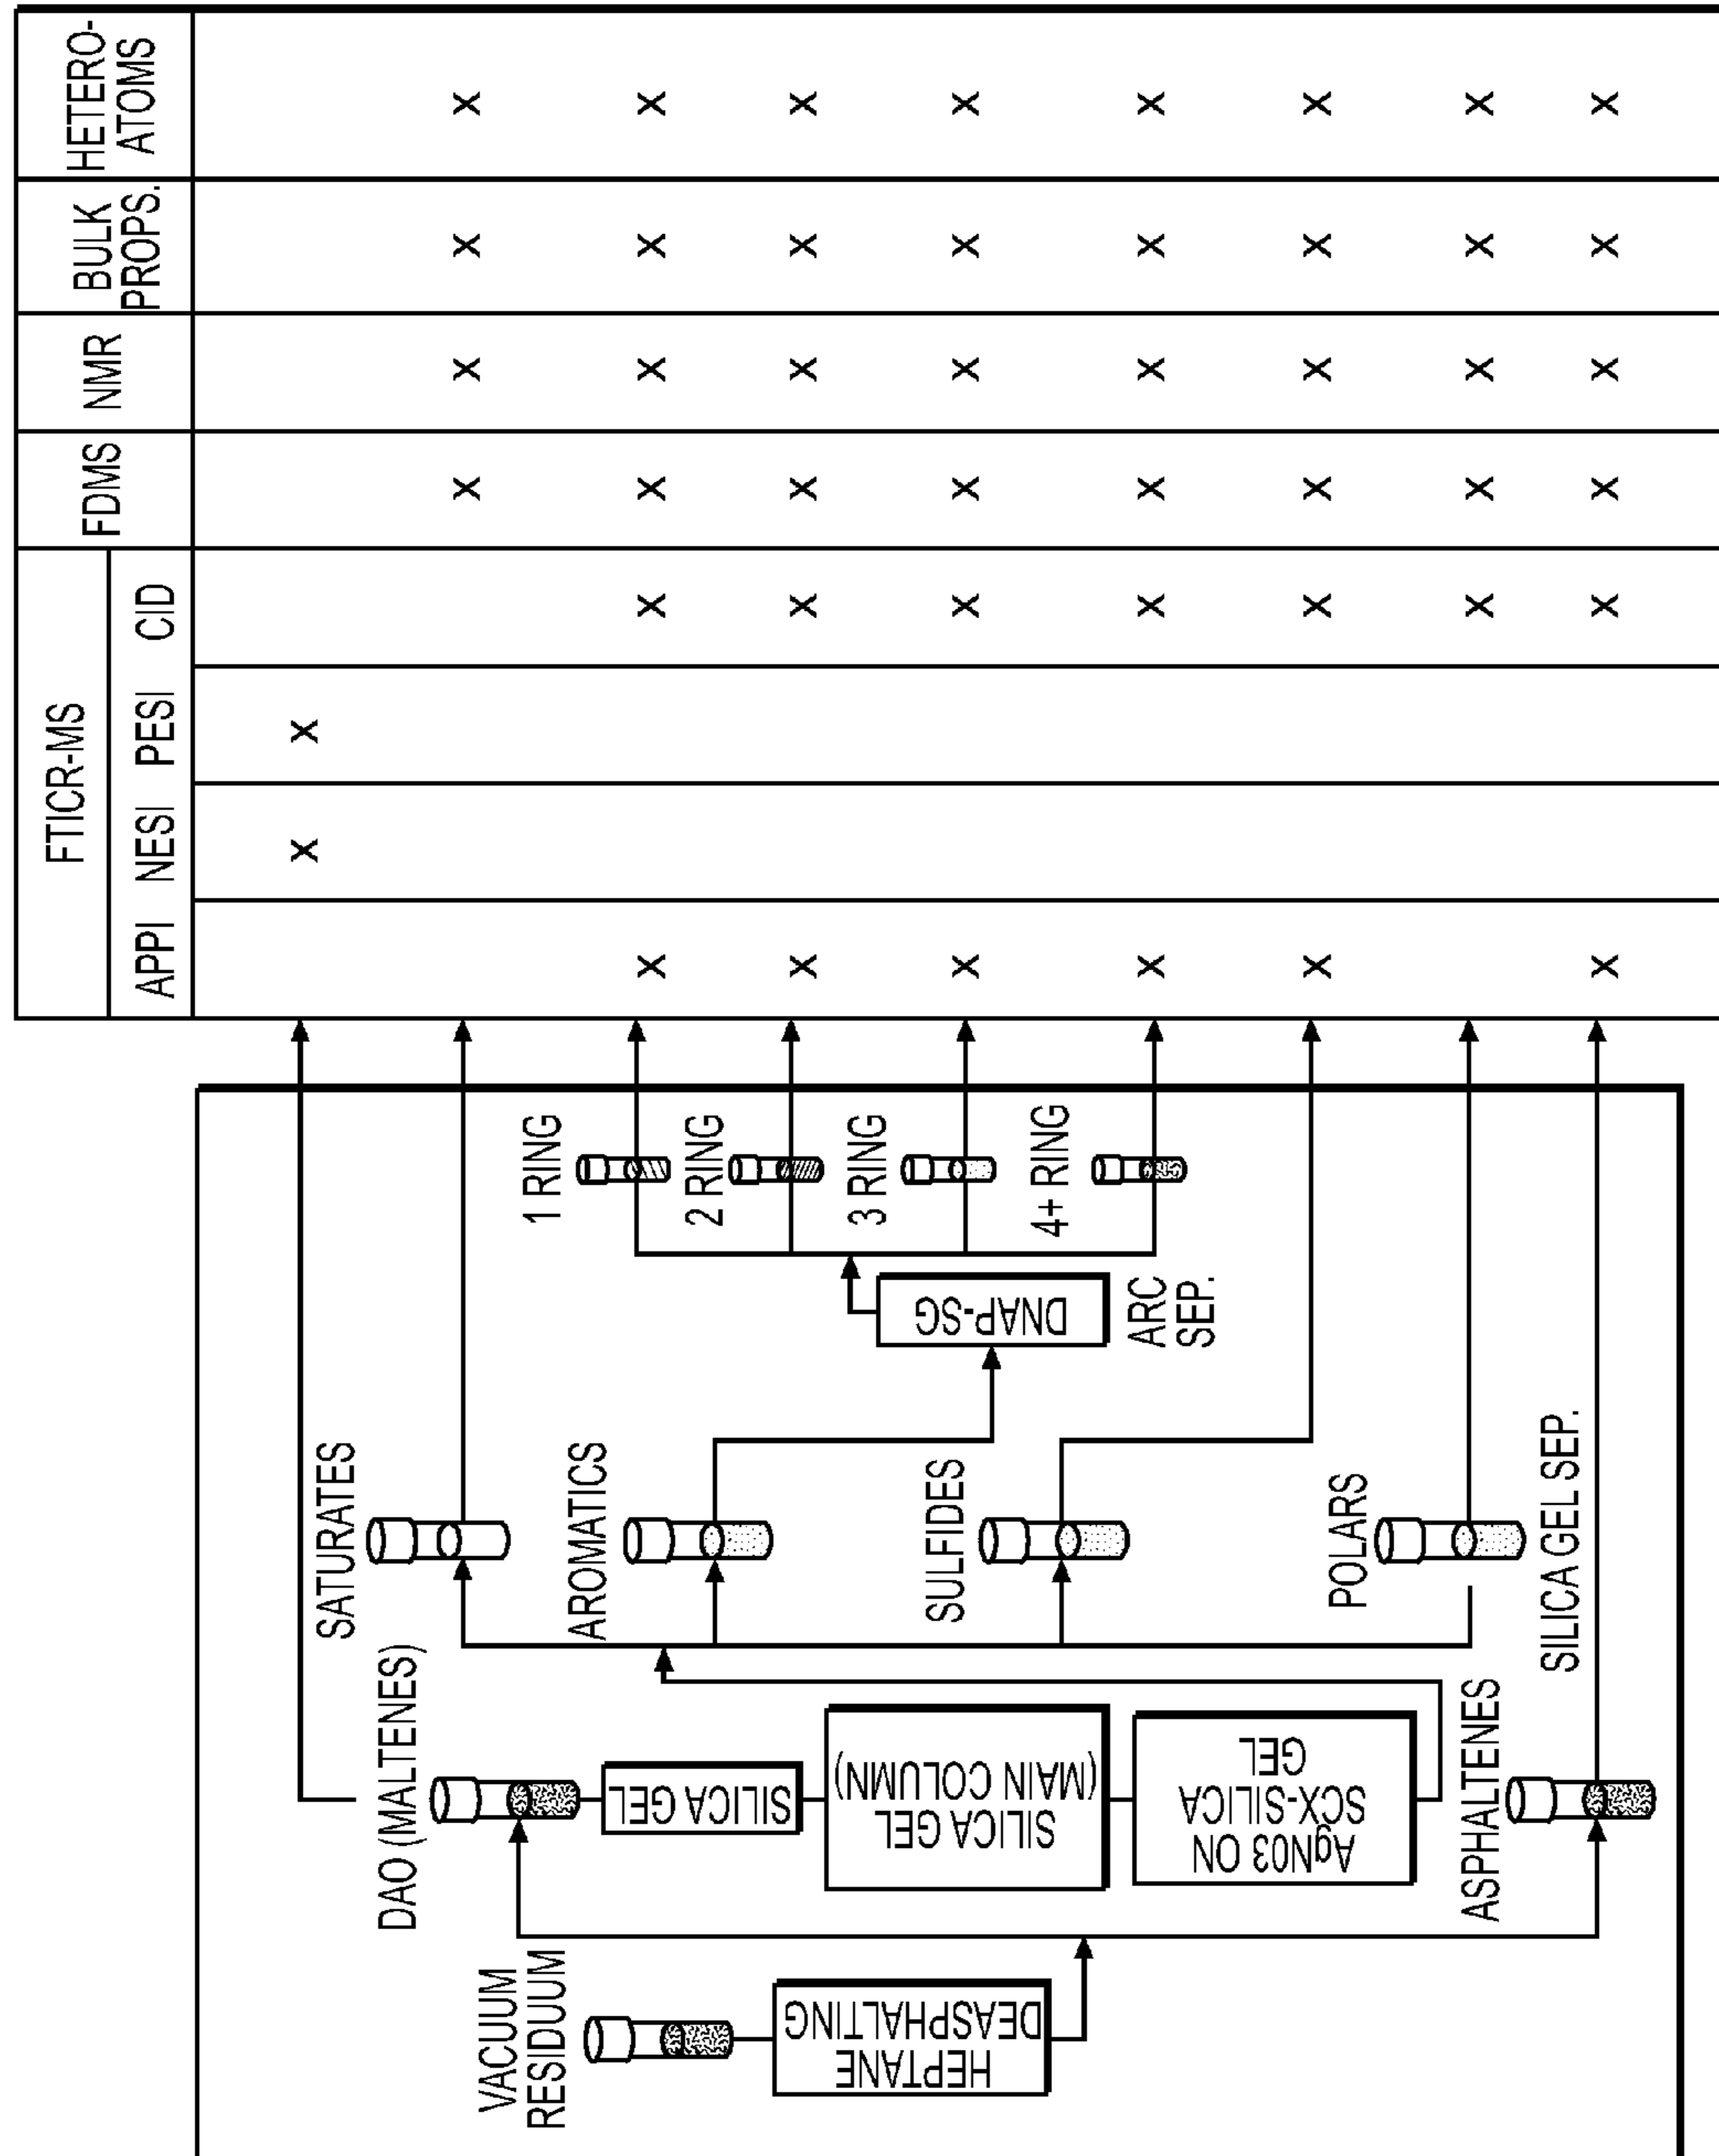 VACUUM
RESIDUUM
HEPTANE
DEASPHALTING
DAO (MALTENES)
SILICA GEL
SILICA GEL
(MAIN COLUMN)
AgN03 ON
SCX-SILICA
GEL
ASPHALTENES
SATURATES
AROMATICS
SULFIDES
POLARS
SILICA GEL SEP.
DNAP-SG
ARC
SEP.
1 RING
2 RING
3 RING
4+ RING
FTICR-MS
FDMS
NMR
BULK
PROPS.
HETERO-
ATOMS
APPI NESI PESI CID
X X
X X X X
X X X X X X
X X X X X X
X X X X X X
X X X X X X
X X X X X X
X X X X X
X X X X X X